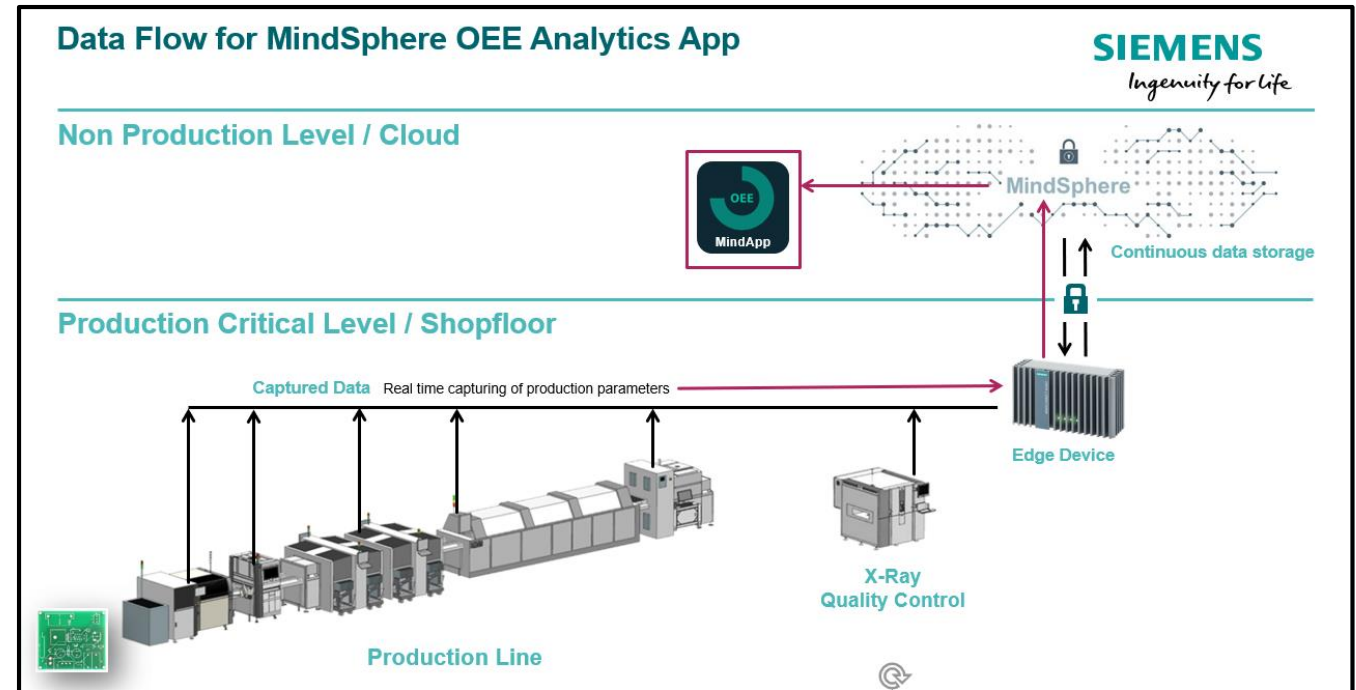 Data Flow for MindSphere OEE Analytics App
SIEMENS
Ingenuity for life
Non Production Level / Cloud
MindSphere
OEE
MindApp
Continuous data storage
Production Critical Level / Shopfloor
Captured Data Real time capturing of production parameters
Edge Device
X-Ray
Quality Control
Production Line